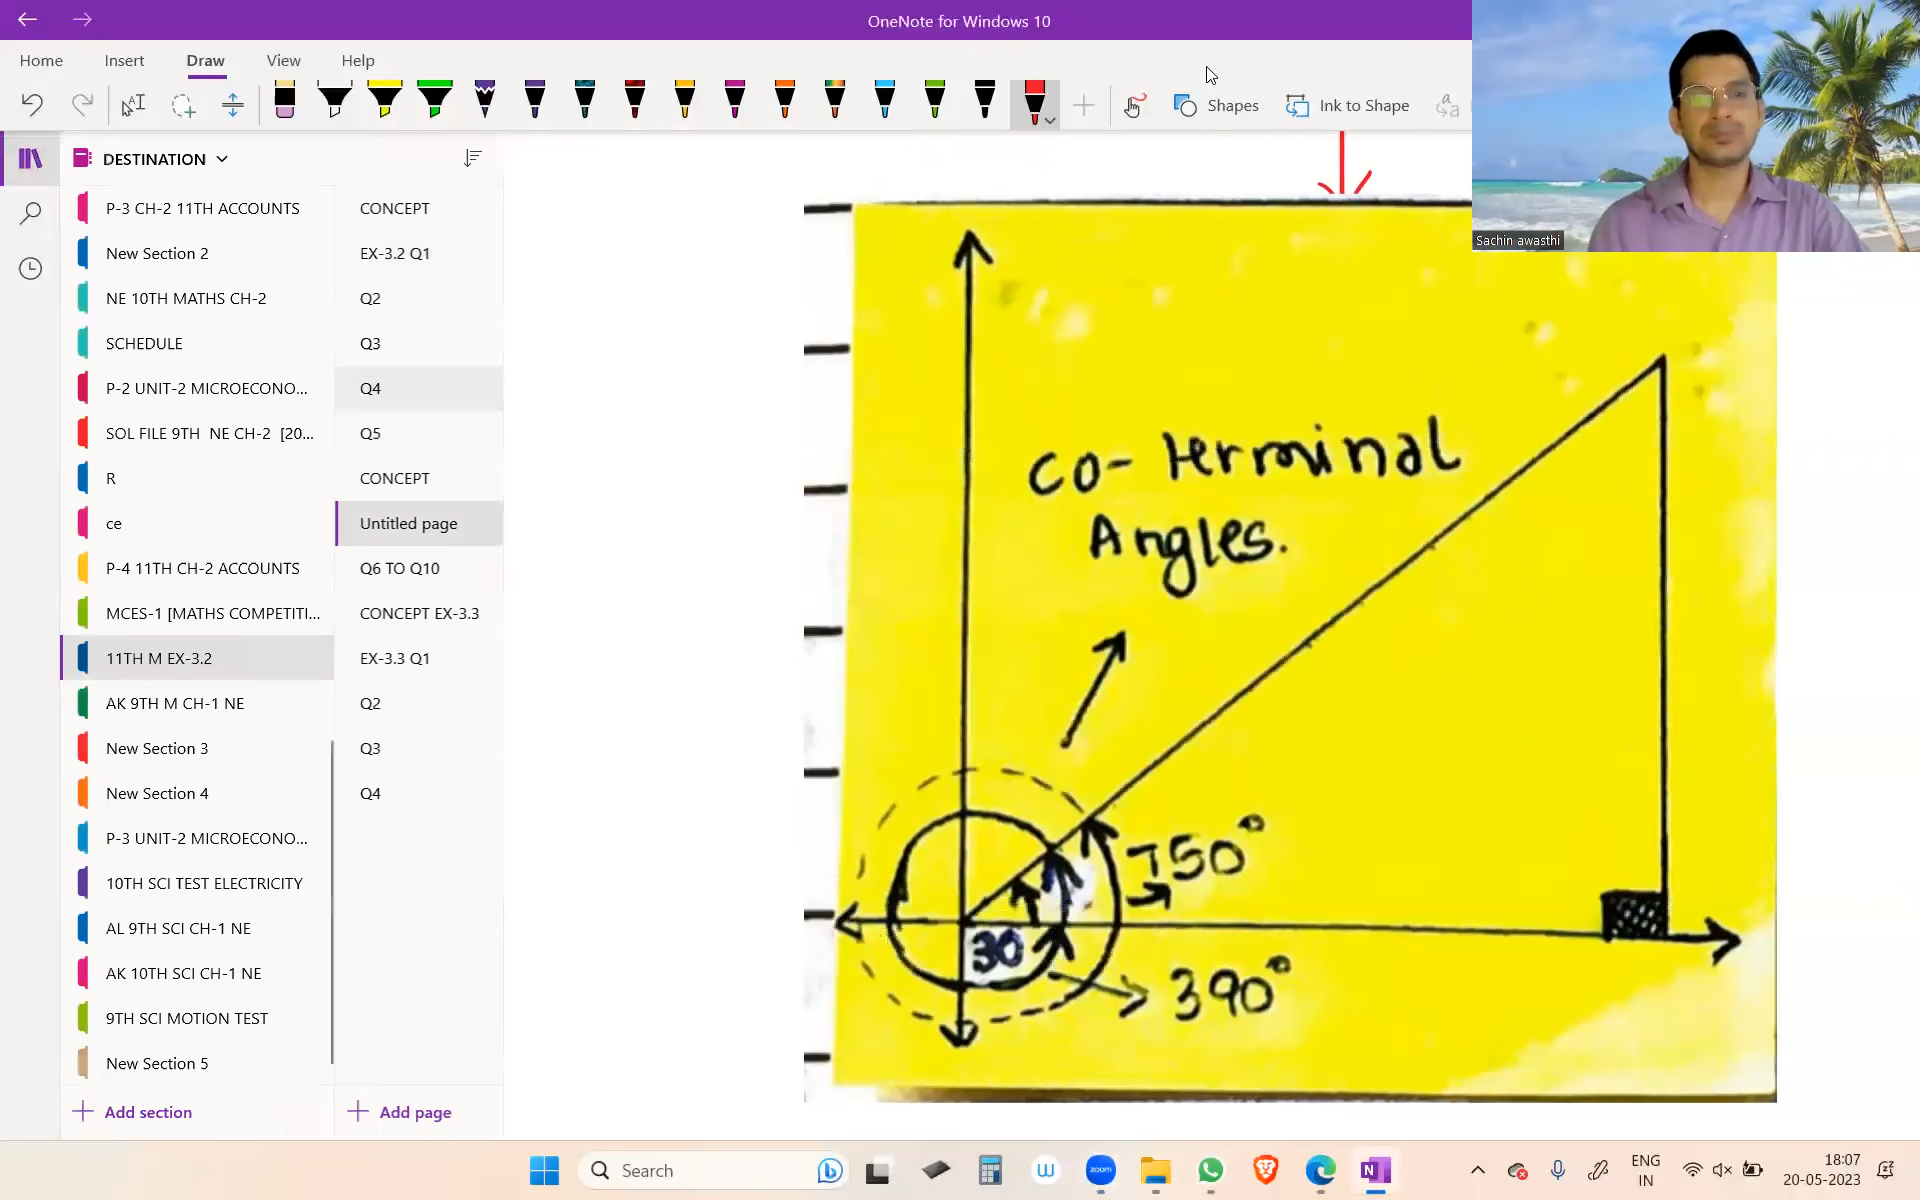 OneNote for Windows 10
Home Insert Draw View Help
Shapes Ink to Shape
Sachin awasthi
DESTINATION
P-3 CH-2 11TH ACCOUNTS
New Section 2
NE 10TH MATHS CH-2
SCHEDULE
P-2 UNIT-2 MICROECONO...
SOL FILE 9TH NE CH-2 [20...
R
ce
P-4 11TH CH-2 ACCOUNTS
MCES-1 [MATHS COMPETITI...
11TH M EX-3.2
AK 9TH M CH-1 NE
New Section 3
New Section 4
P-3 UNIT-2 MICROECONO...
10TH SCI TEST ELECTRICITY
AL 9TH SCI CH-1 NE
AK 10TH SCI CH-1 NE
9TH SCI MOTION TEST
New Section 5
Add section
CONCEPT
EX-3.2 Q1
Q2
Q3
Q4
Q5
CONCEPT
Untitled page
Q6 TO Q10
CONCEPT EX-3.3
EX-3.3 Q1
Q2
Q3
Q4
Add page
Co-terminal
Angles.
750°
30
390°
Search
zoom
ENG
IN
18:07
20-05-2023